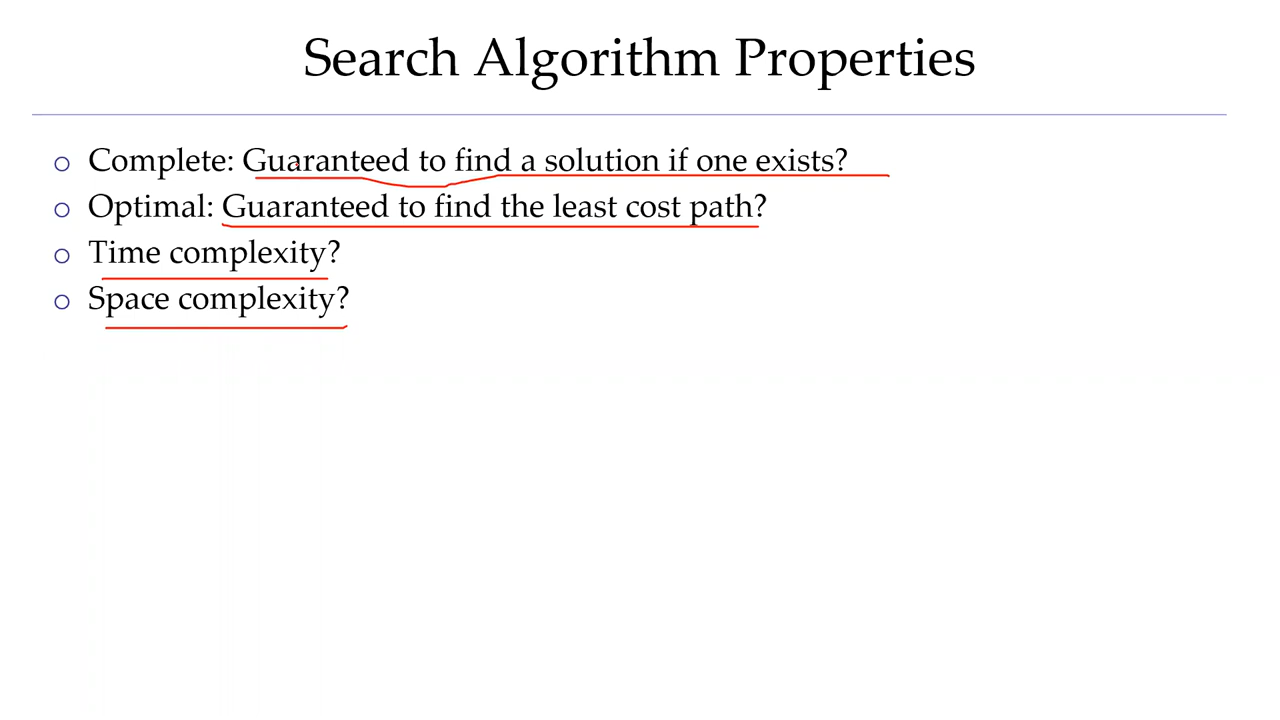 Search Algorithm Properties
Complete: Guaranteed to find a solution if one exists?
Optimal: Guaranteed to find the least cost path?
Time complexity?
Space complexity?